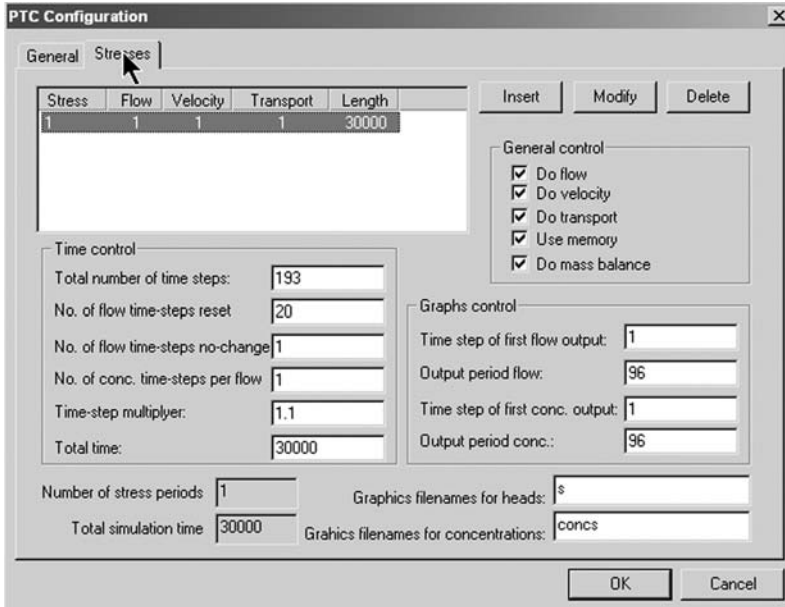 PTC Configuration
General Stresses
Stress Flow Velocity Transport Length
1 1 1 1 30000
Insert Modify Delete
General control
Do flow
Do velocity
Do transport
Use memory
Do mass balance
Time control
Total number of time steps: 193
No. of flow time-steps reset 20
No. of flow time-steps no-change 1
No. of conc. time-steps per flow 1
Time-step multiplyer: 1.1
Total time: 30000
Graphs control
Time step of first flow output: 1
Output period flow: 96
Time step of first conc. output: 1
Output period conc.: 96
Number of stress periods 1
Total simulation time 30000
Graphics filenames for heads: s
Grahics filenames for concentrations: concs
OK Cancel